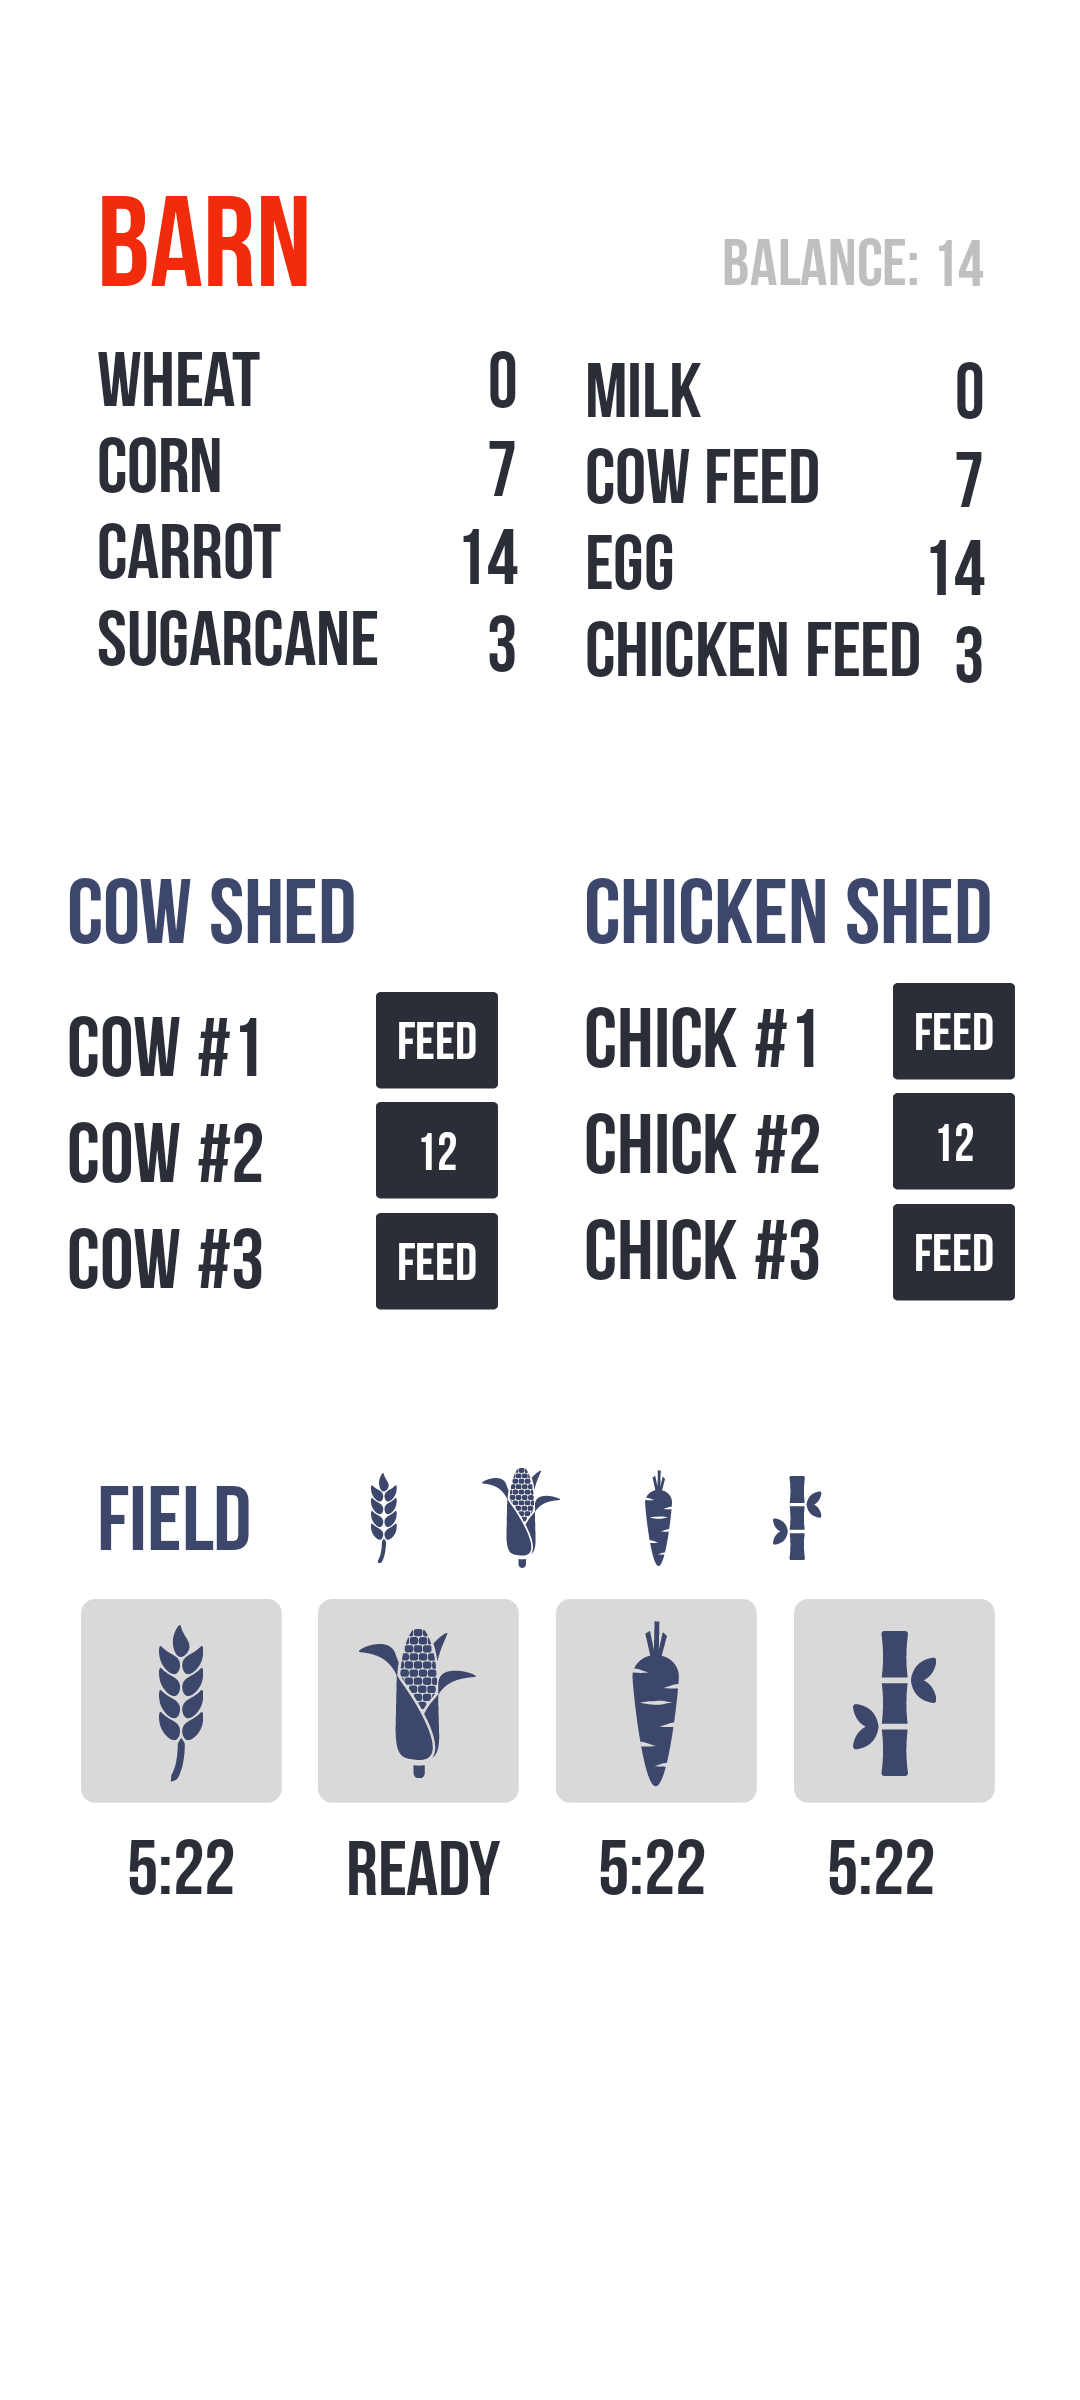 BARN
BALANCE: 14
WHEAT 0
CORN 7
CARROT 14
SUGARCANE 3
MILK 0
COW FEED 7
EGG 14
CHICKEN FEED 3
COW SHED
COW #1 FEED
COW #2 12
COW #3 FEED
CHICKEN SHED
CHICK #1 FEED
CHICK #2 12
CHICK #3 FEED
FIELD
5:22 READY 5:22 5:22